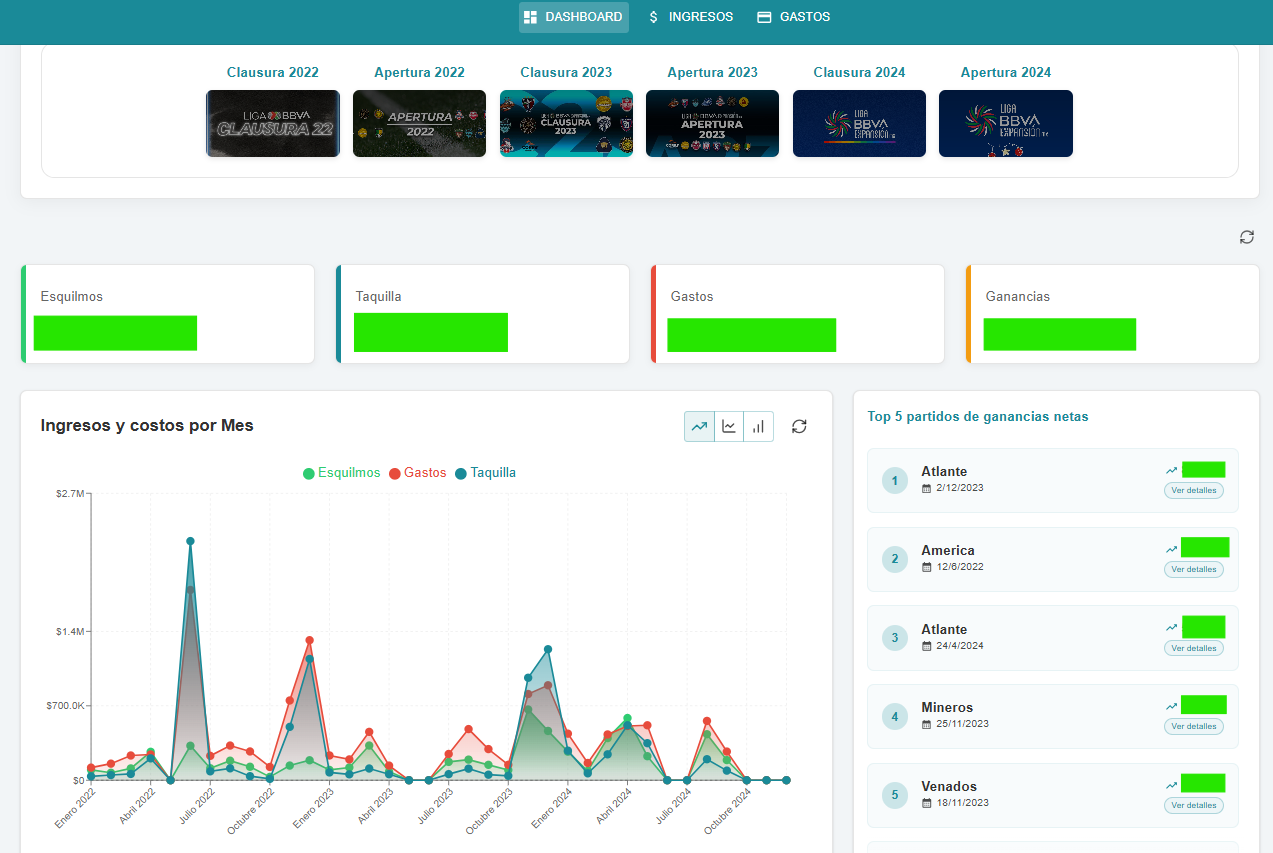 DASHBOARD
$ INGRESOS
GASTOS
Clausura 2022
Apertura 2022
Clausura 2023
Apertura 2023
Clausura 2024
Apertura 2024
LIGA BBVA
CLAUSURA 22
APERTURA
2022
CLAUSURA
2023
APERTURA
2023
LIGA
BBVA
EXPANSIÓN
LIGA
BBVA
EXPANSIÓN
Esquilmos
Taquilla
Gastos
Ganancias
Ingresos y costos por Mes
Esquilmos
Gastos
Taquilla
$2.7M
$1.4M
$700.0K
$0
Enero 2022
Abril 2022
Julio 2022
Octubre 2022
Enero 2023
Abril 2023
Julio 2023
Octubre 2023
Enero 2024
Abril 2024
Julio 2024
Octubre 2024
Top 5 partidos de ganancias netas
1
Atlante
2/12/2023
Ver detalles
2
America
12/6/2022
Ver detalles
3
Atlante
24/4/2024
Ver detalles
4
Mineros
25/11/2023
Ver detalles
5
Venados
18/11/2023
Ver detalles